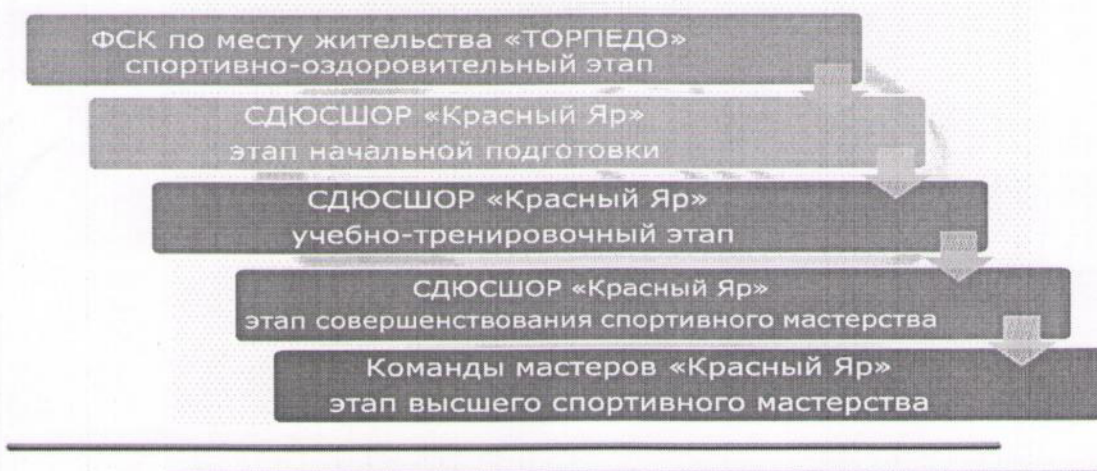 ФСК по месту жительства «ТОРПЕДО»
спортивно-оздоровительный этап
СДЮСШОР «Красный Яр»
этап начальной подготовки
СДЮСШОР «Красный Яр»
учебно-тренировочный этап
СДЮСШОР «Красный Яр»
этап совершенствования спортивного мастерства
Команды мастеров «Красный Яр»
этап высшего спортивного мастерства